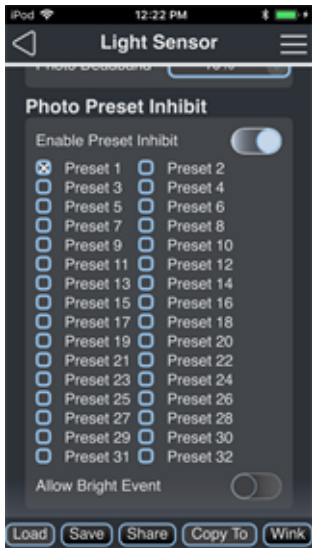 iPod 12:22 PM
Light Sensor
Photo Deadband
Photo Preset Inhibit
Enable Preset Inhibit
Preset 1 Preset 2
Preset 3 Preset 4
Preset 5 Preset 6
Preset 7 Preset 8
Preset 9 Preset 10
Preset 11 Preset 12
Preset 13 Preset 14
Preset 15 Preset 16
Preset 17 Preset 18
Preset 19 Preset 20
Preset 21 Preset 22
Preset 23 Preset 24
Preset 25 Preset 26
Preset 27 Preset 28
Preset 29 Preset 30
Preset 31 Preset 32
Allow Bright Event
Load Save Share Copy To Wink